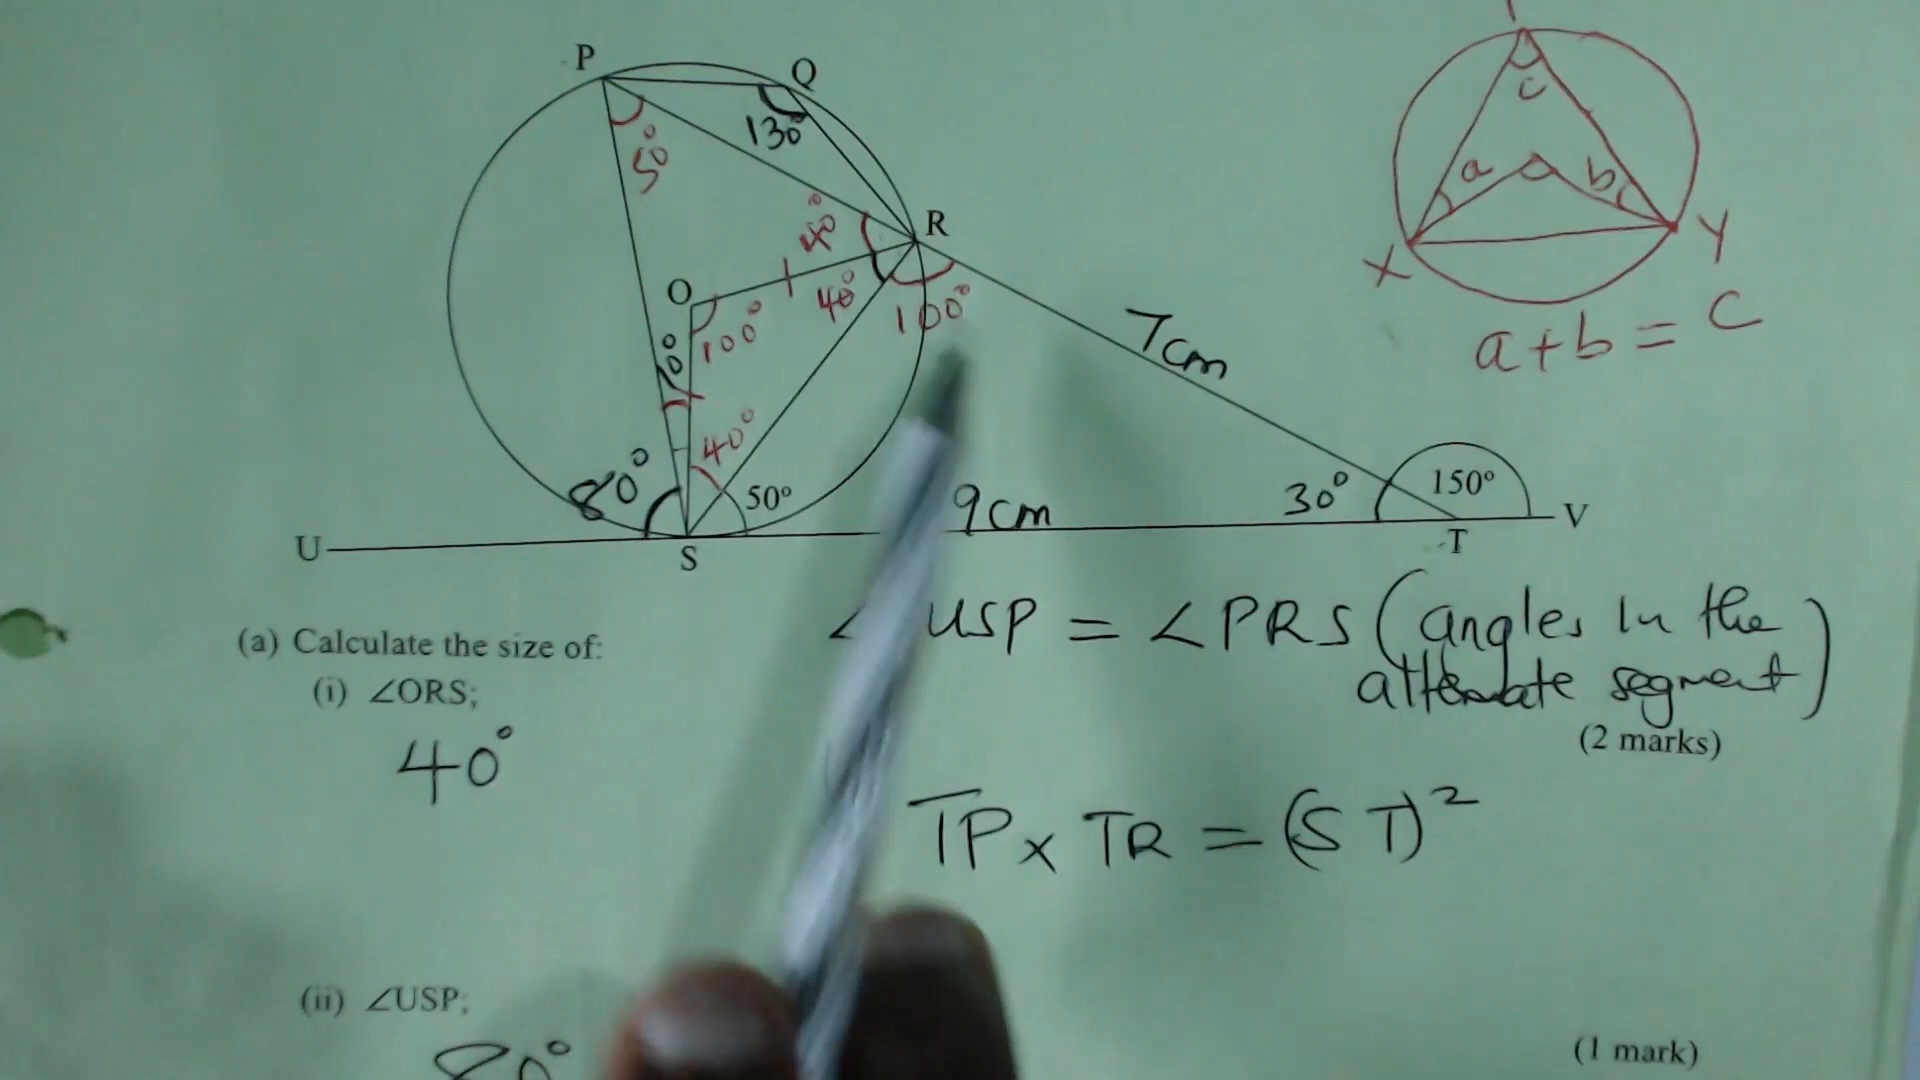 P
Q
130°
50°
R
40°
O
40°
100°
100°
10°
7cm
40°
80°
50°
9cm
30°
150°
U
S
T
V
c
a
b
X
Y
a+b = c
(a) Calculate the size of:
(i) ∠ORS;
40°
∠ USP = ∠PRS (angles in the
alternate segment)
(2 marks)
TP x TR = (ST)²
(ii) ∠USP;
80°
(1 mark)